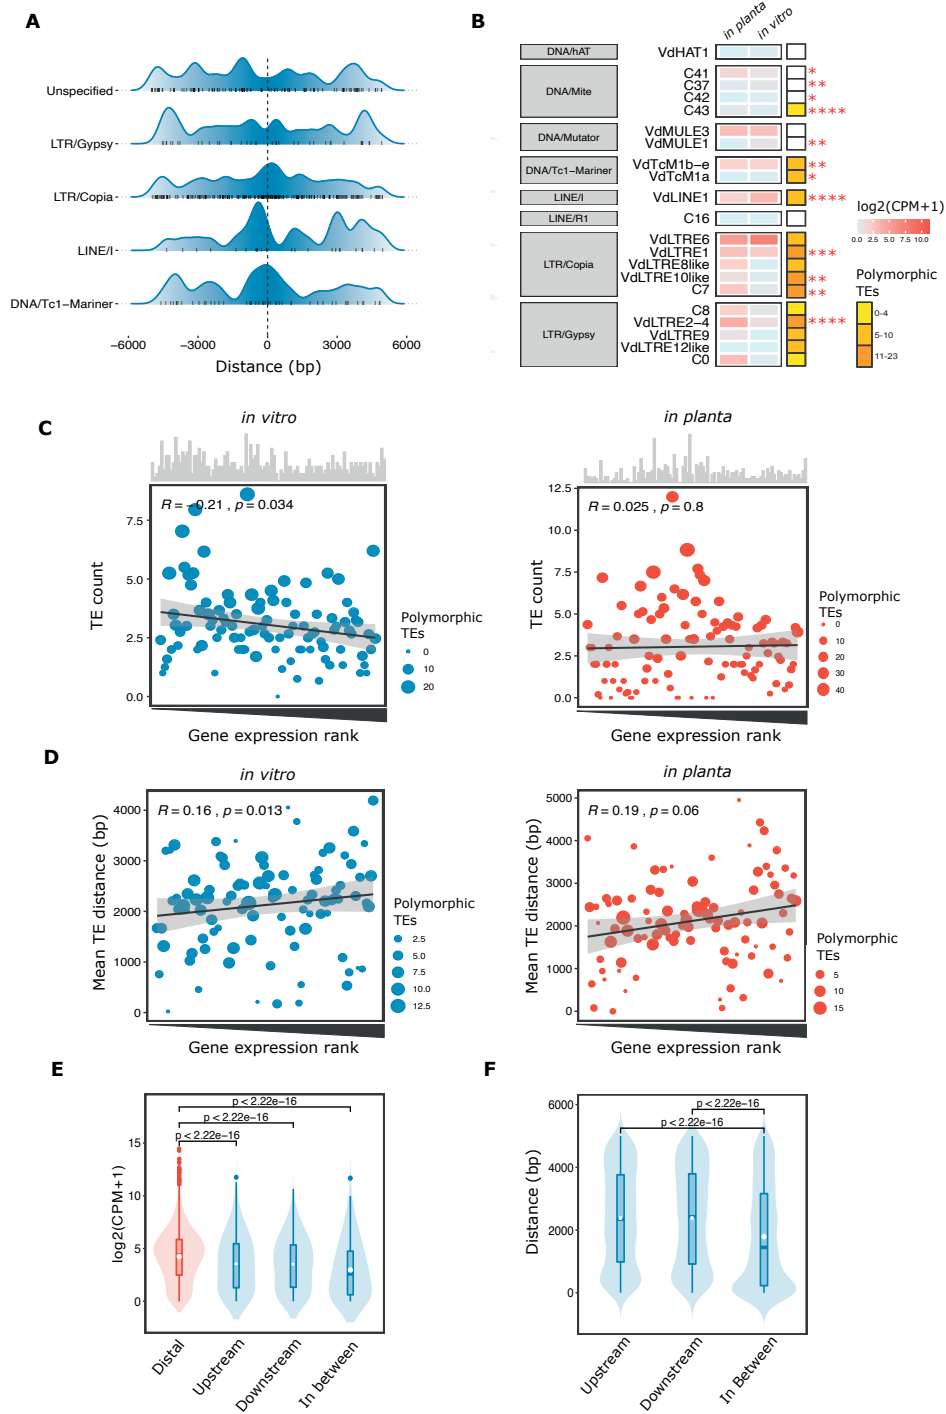 A
Unspecified
LTR/Gypsy
LTR/Copia
LINE/I
DNA/Tc1−Mariner
−6000 −3000 0 3000 6000
Distance (bp)
B
in planta
in vitro
DNA/hAT VdHAT1
DNA/Mite
C41 *
C37 **
C42 *
C43 ****
DNA/Mutator
VdMULE3
VdMULE1 **
DNA/Tc1−Mariner
VdTcM1b−e **
VdTcM1a *
LINE/I VdLINE1 ****
LINE/R1 C16
LTR/Copia
VdLTRE6
VdLTRE1 ***
VdLTRE8like
VdLTRE10like **
C7 **
LTR/Gypsy
C8
VdLTRE2−4 ****
VdLTRE9
VdLTRE12like
C0
log2(CPM+1)
0.0 2.5 5.0 7.5 10.0
Polymorphic
TEs
0-4
5-10
11-23
C
in vitro
R = −0.21 , p = 0.034
TE count
7.5
5.0
2.5
0.0
Gene expression rank
Polymorphic
TEs
0
10
20
in planta
R = 0.025 , p = 0.8
TE count
12.5
10.0
7.5
5.0
2.5
0.0
Gene expression rank
Polymorphic
TEs
0
10
20
30
40
D
in vitro
R = 0.16 , p = 0.013
Mean TE distance (bp)
4000
3000
2000
1000
0
Gene expression rank
Polymorphic
TEs
2.5
5.0
7.5
10.0
12.5
in planta
R = 0.19 , p = 0.06
Mean TE distance (bp)
5000
4000
3000
2000
1000
0
Gene expression rank
Polymorphic
TEs
5
10
15
E
p < 2.22e−16
p < 2.22e−16
p < 2.22e−16
log2(CPM+1)
15
10
5
0
Distal
Upstream
Downstream
In between
F
p < 2.22e−16
p < 2.22e−16
Distance (bp)
6000
4000
2000
0
Upstream
Downstream
In Between